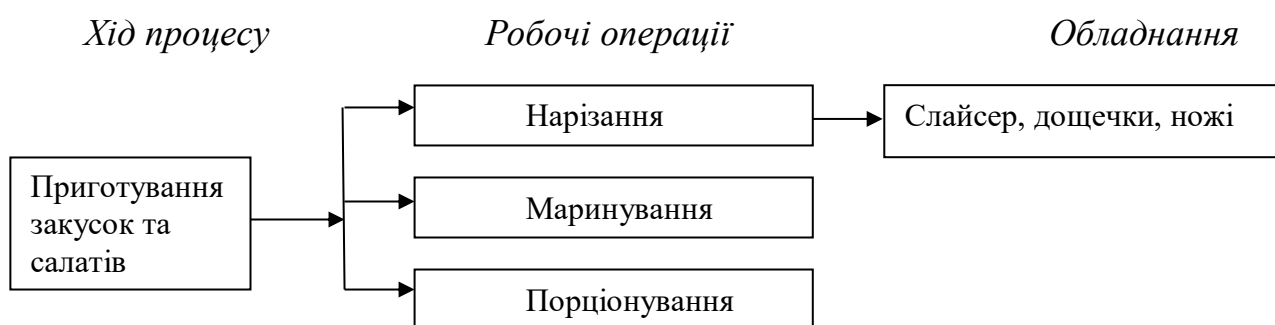 Хід процесу
Робочі операції
Обладнання
Нарізання
Слайсер, дощечки, ножі
Приготування
закусок та
салатів
Маринування
Порціонування